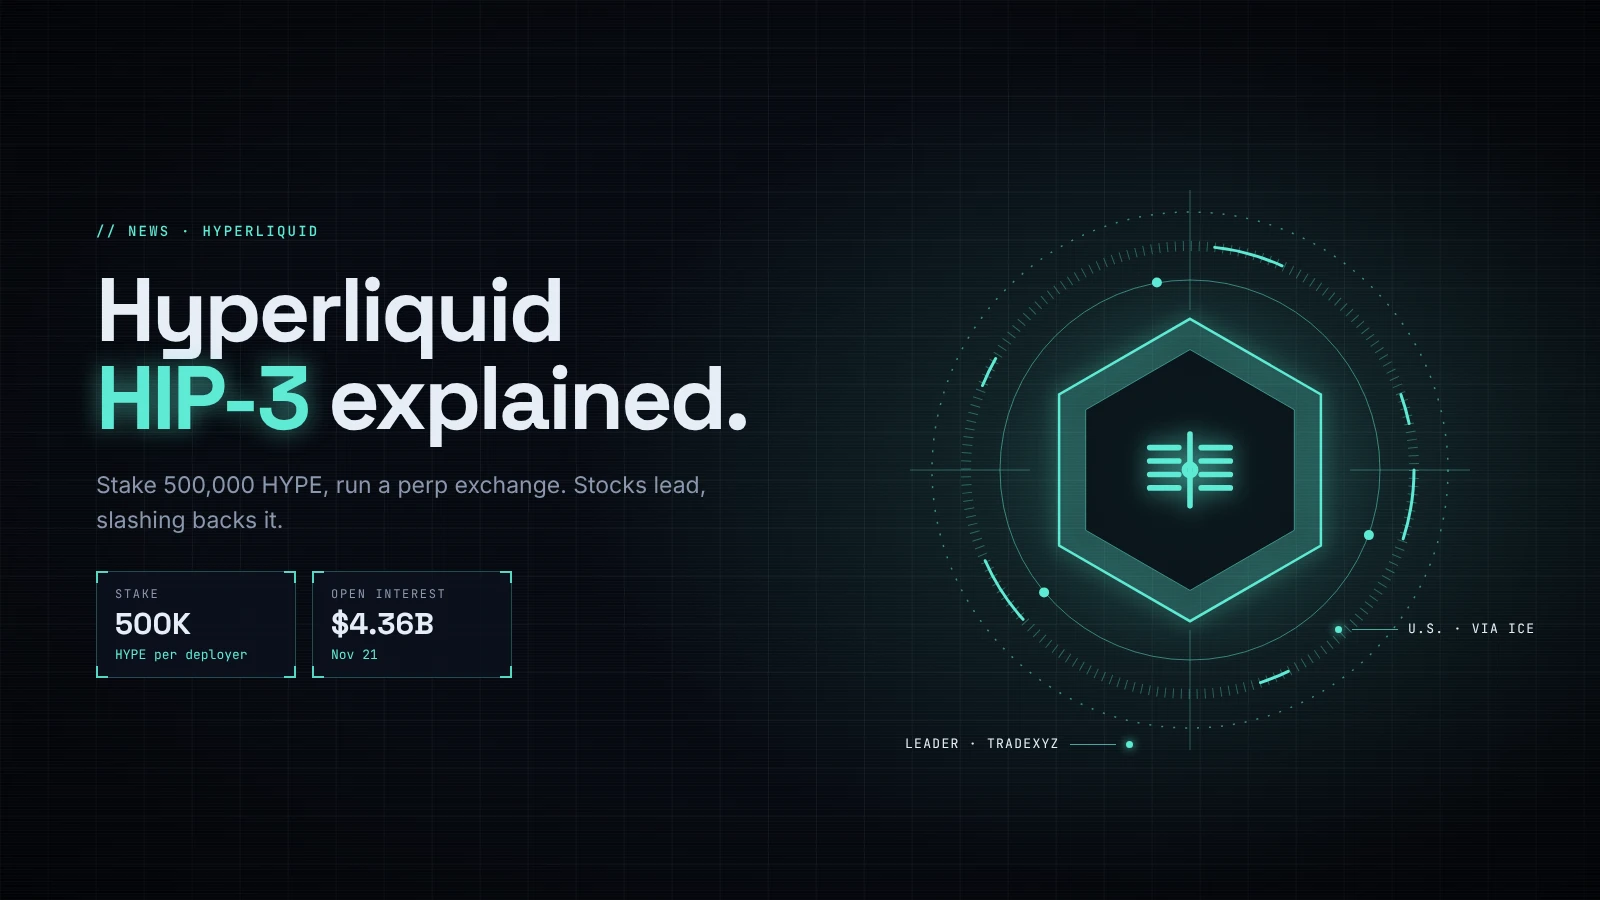 // NEWS · HYPERLIQUID
Hyperliquid
HIP-3 explained.
Stake 500,000 HYPE, run a perp exchange. Stocks lead,
slashing backs it.
STAKE
500K
HYPE per deployer
OPEN INTEREST
$4.36B
Nov 21
U.S. · VIA ICE
LEADER · TRADEXYZ